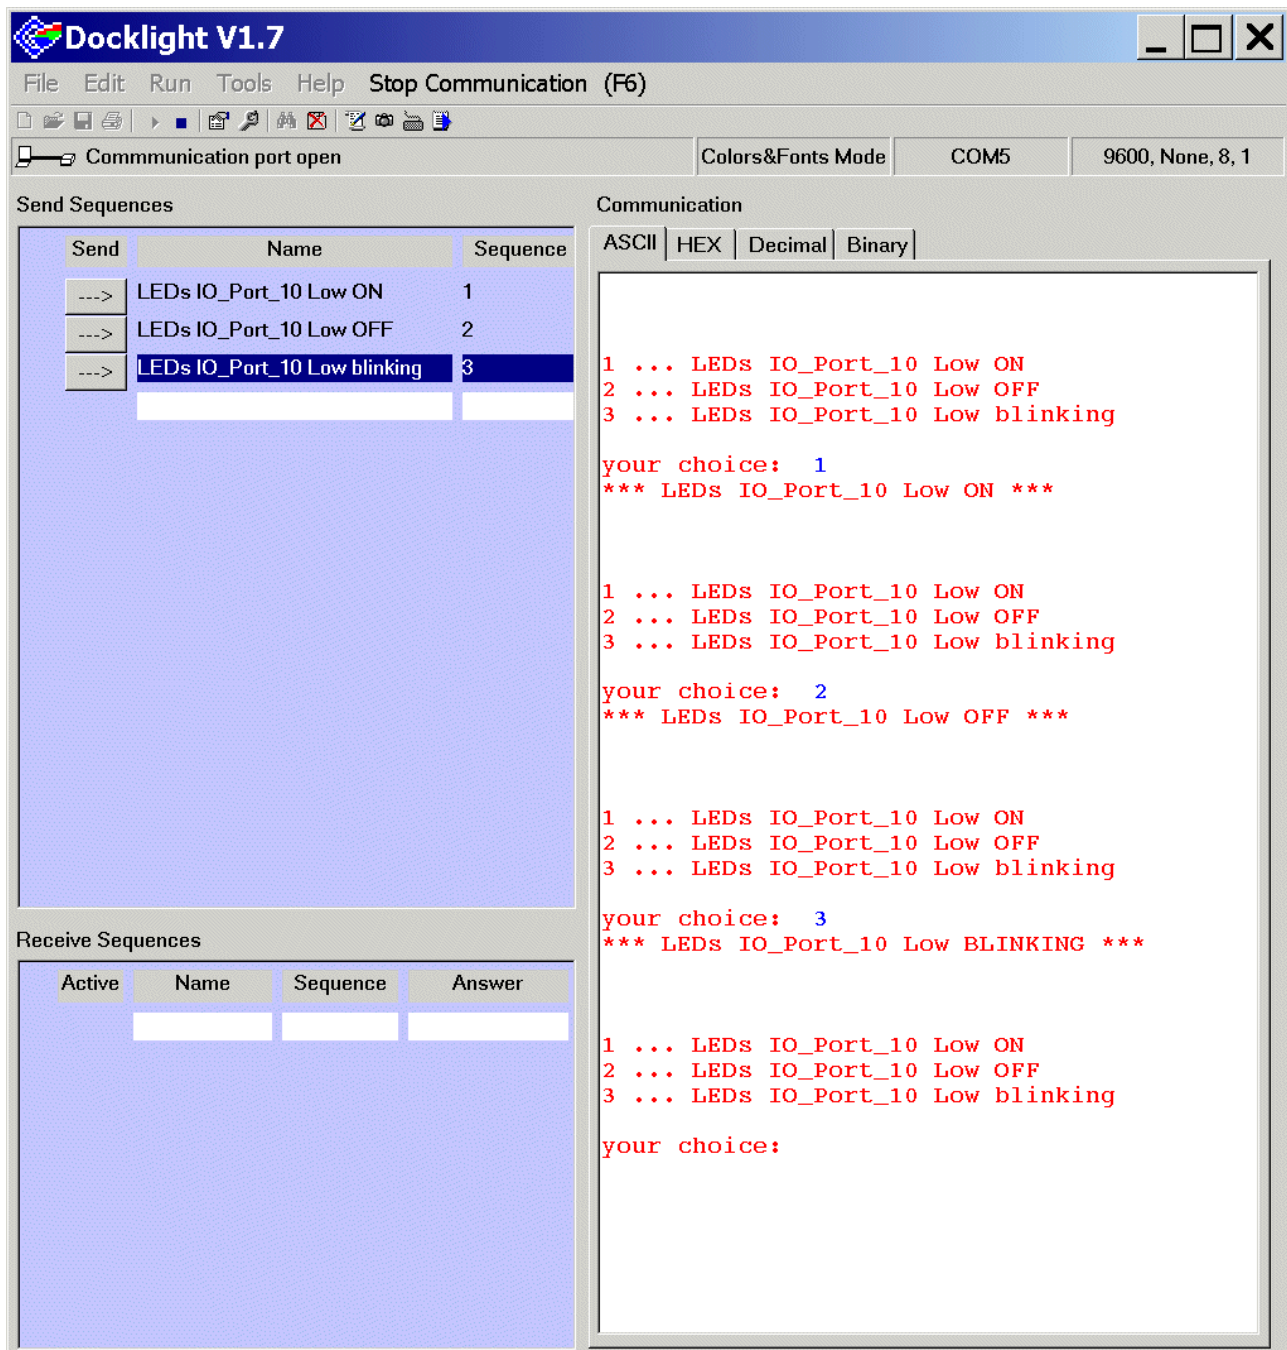 Docklight V1.7
File Edit Run Tools Help Stop Communication (F6)
Commmunication port open Colors&Fonts Mode COM5 9600, None, 8, 1
Send Sequences
Send Name Sequence
---> LEDs IO_Port_10 Low ON 1
---> LEDs IO_Port_10 Low OFF 2
---> LEDs IO_Port_10 Low blinking 3
Receive Sequences
Active Name Sequence Answer
Communication
ASCII HEX Decimal Binary
1 ... LEDs IO_Port_10 Low ON
2 ... LEDs IO_Port_10 Low OFF
3 ... LEDs IO_Port_10 Low blinking
your choice: 1
*** LEDs IO_Port_10 Low ON ***
1 ... LEDs IO_Port_10 Low ON
2 ... LEDs IO_Port_10 Low OFF
3 ... LEDs IO_Port_10 Low blinking
your choice: 2
*** LEDs IO_Port_10 Low OFF ***
1 ... LEDs IO_Port_10 Low ON
2 ... LEDs IO_Port_10 Low OFF
3 ... LEDs IO_Port_10 Low blinking
your choice: 3
*** LEDs IO_Port_10 Low BLINKING ***
1 ... LEDs IO_Port_10 Low ON
2 ... LEDs IO_Port_10 Low OFF
3 ... LEDs IO_Port_10 Low blinking
your choice: